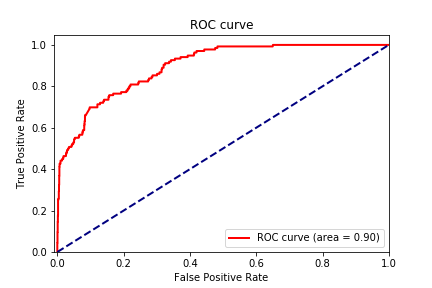 ROC curve
1.0
0.8
0.6
0.4
0.2
0.0
True Positive Rate
ROC curve (area = 0.90)
0.0 0.2 0.4 0.6 0.8 1.0
False Positive Rate